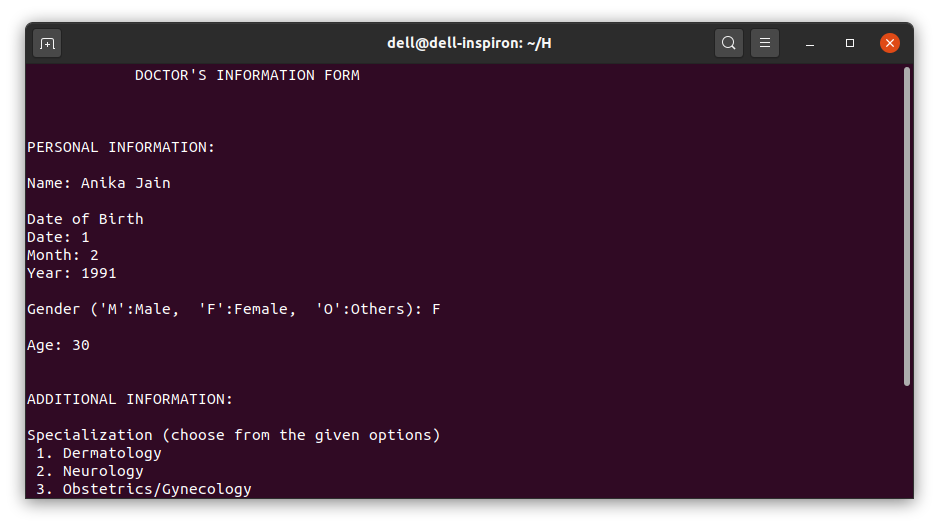 dell@dell-inspiron: ~/H
DOCTOR'S INFORMATION FORM
PERSONAL INFORMATION:
Name: Anika Jain
Date of Birth
Date: 1
Month: 2
Year: 1991
Gender ('M':Male,  'F':Female,  'O':Others): F
Age: 30
ADDITIONAL INFORMATION:
Specialization (choose from the given options)
1. Dermatology
2. Neurology
3. Obstetrics/Gynecology